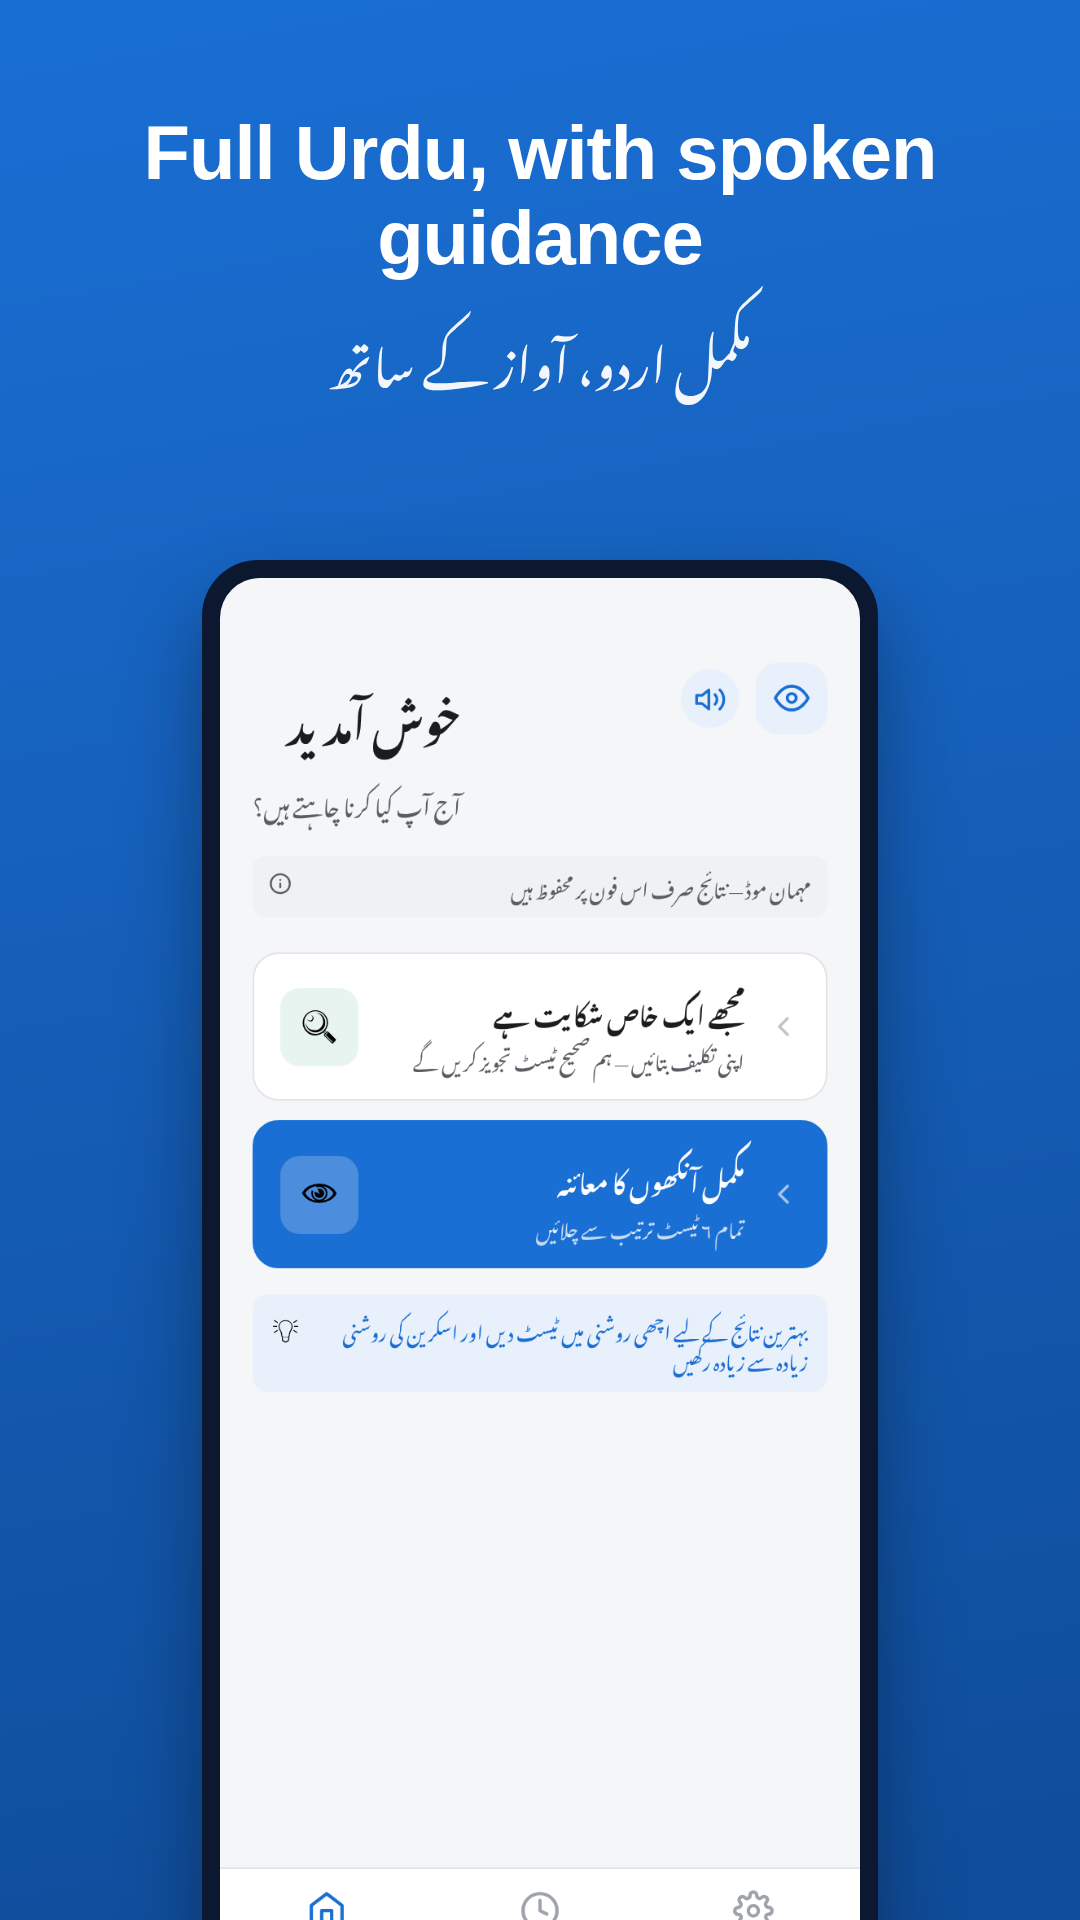 Full Urdu, with spoken
guidance
مکمل اردو، آواز کے ساتھ
خوش آمدید
آج آپ کیا کرنا چاہتے ہیں؟
مہمان موڈ — نتائج صرف اس فون پر محفوظ ہیں
مجھے ایک خاص شکایت ہے
اپنی تکلیف بتائیں — ہم صحیح ٹیسٹ تجویز کریں گے
مکمل آنکھوں کا معائنہ
تمام ٦ ٹیسٹ ترتیب سے چلائیں
بہترین نتائج کے لیے اچھی روشنی میں ٹیسٹ دیں اور اسکرین کی روشنی
زیادہ سے زیادہ رکھیں